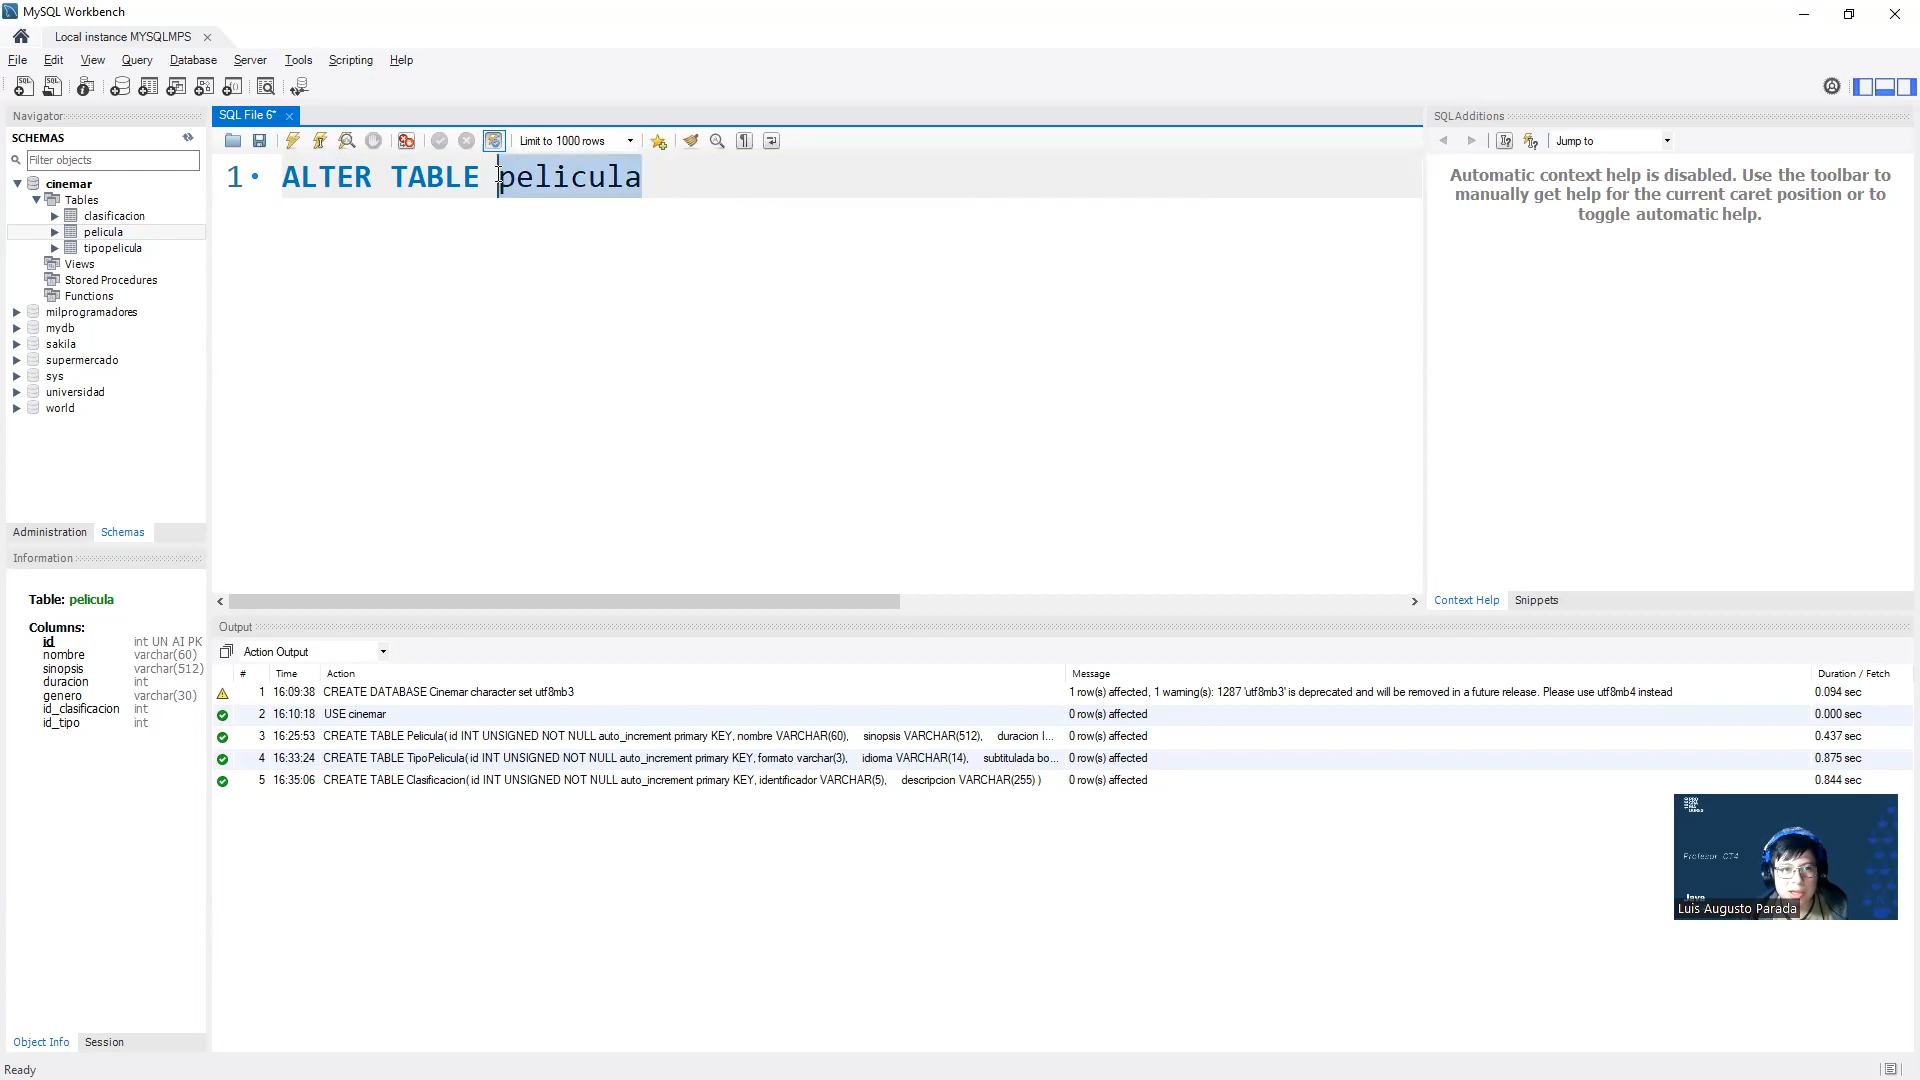 MySQL Workbench
Local instance MYSQLMPS
File Edit View Query Database Server Tools Scripting Help
Navigator
SCHEMAS
Filter objects
cinemar
Tables
clasificacion
pelicula
tipopelicula
Views
Stored Procedures
Functions
milprogramadores
mydb
sakila
supermercado
sys
universidad
world
Administration Schemas
Information
Table: pelicula
Columns:
id int UN AI PK
nombre varchar(60)
sinopsis varchar(512)
duracion int
genero varchar(30)
id_clasificacion int
id_tipo int
Object Info Session
Ready
SQL File 6*
Limit to 1000 rows
1 ALTER TABLE pelicula
SQLAdditions
Jump to
Automatic context help is disabled. Use the toolbar to
manually get help for the current caret position or to
toggle automatic help.
Context Help Snippets
Output
Action Output
# Time Action Message Duration / Fetch
1 16:09:38 CREATE DATABASE Cinemar character set utf8mb3 1 row(s) affected, 1 warning(s): 1287 'utf8mb3' is deprecated and will be removed in a future release. Please use utf8mb4 instead 0.094 sec
2 16:10:18 USE cinemar 0 row(s) affected 0.000 sec
3 16:25:53 CREATE TABLE Pelicula( id INT UNSIGNED NOT NULL auto_increment primary KEY, nombre VARCHAR(60), sinopsis VARCHAR(512), duracion I... 0 row(s) affected 0.437 sec
4 16:33:24 CREATE TABLE TipoPelicula( id INT UNSIGNED NOT NULL auto_increment primary KEY, formato varchar(3), idioma VARCHAR(14), subtitulada bo... 0 row(s) affected 0.875 sec
5 16:35:06 CREATE TABLE Clasificacion( id INT UNSIGNED NOT NULL auto_increment primary KEY, identificador VARCHAR(5), descripcion VARCHAR(255) ) 0 row(s) affected 0.844 sec
Profesor CT4
Java
Luis Augusto Parada